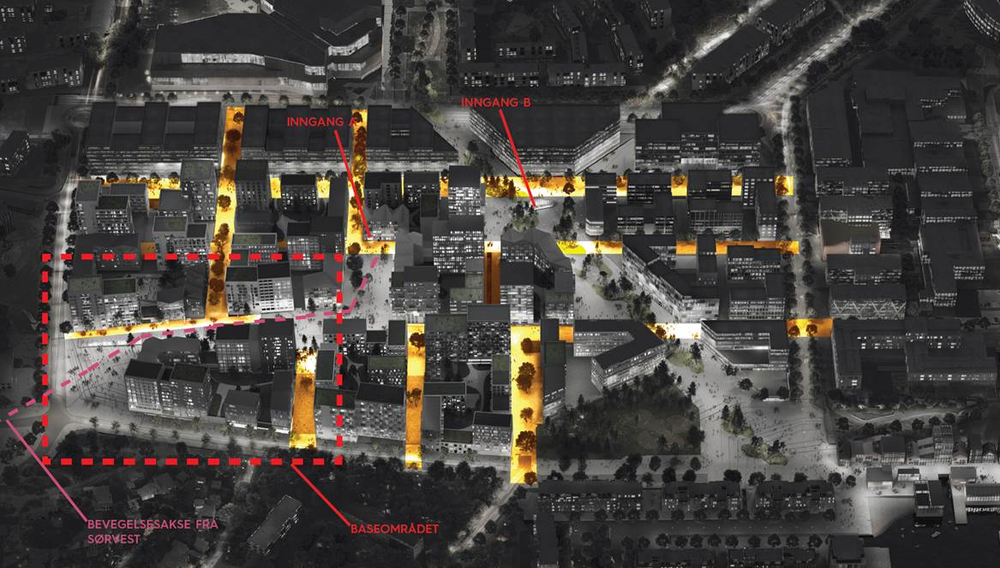 INNGANG B
INNGANG A
BEVEGELSESAKSE FRA
SØRVEST
BASEOMRÅDET